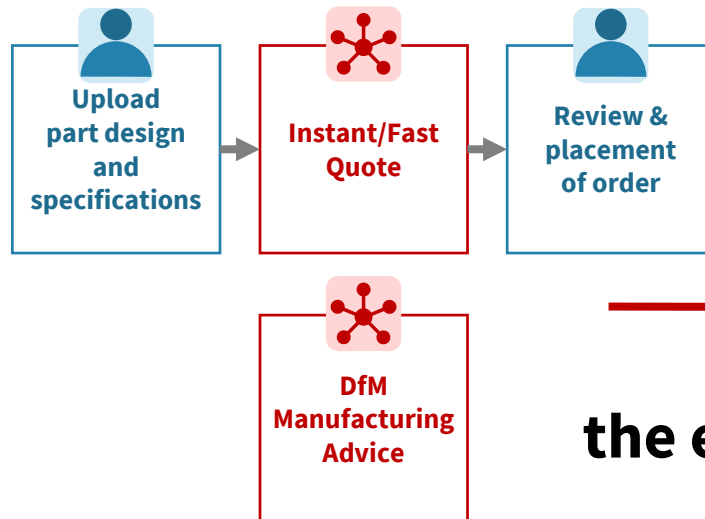 Upload
part design
and
specifications
Instant/Fast
Quote
Review &
placement
of order
DfM
Manufacturing
Advice
the e